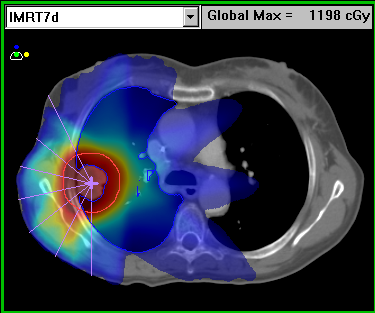 IMRT7d
Global Max = 1198 cGy